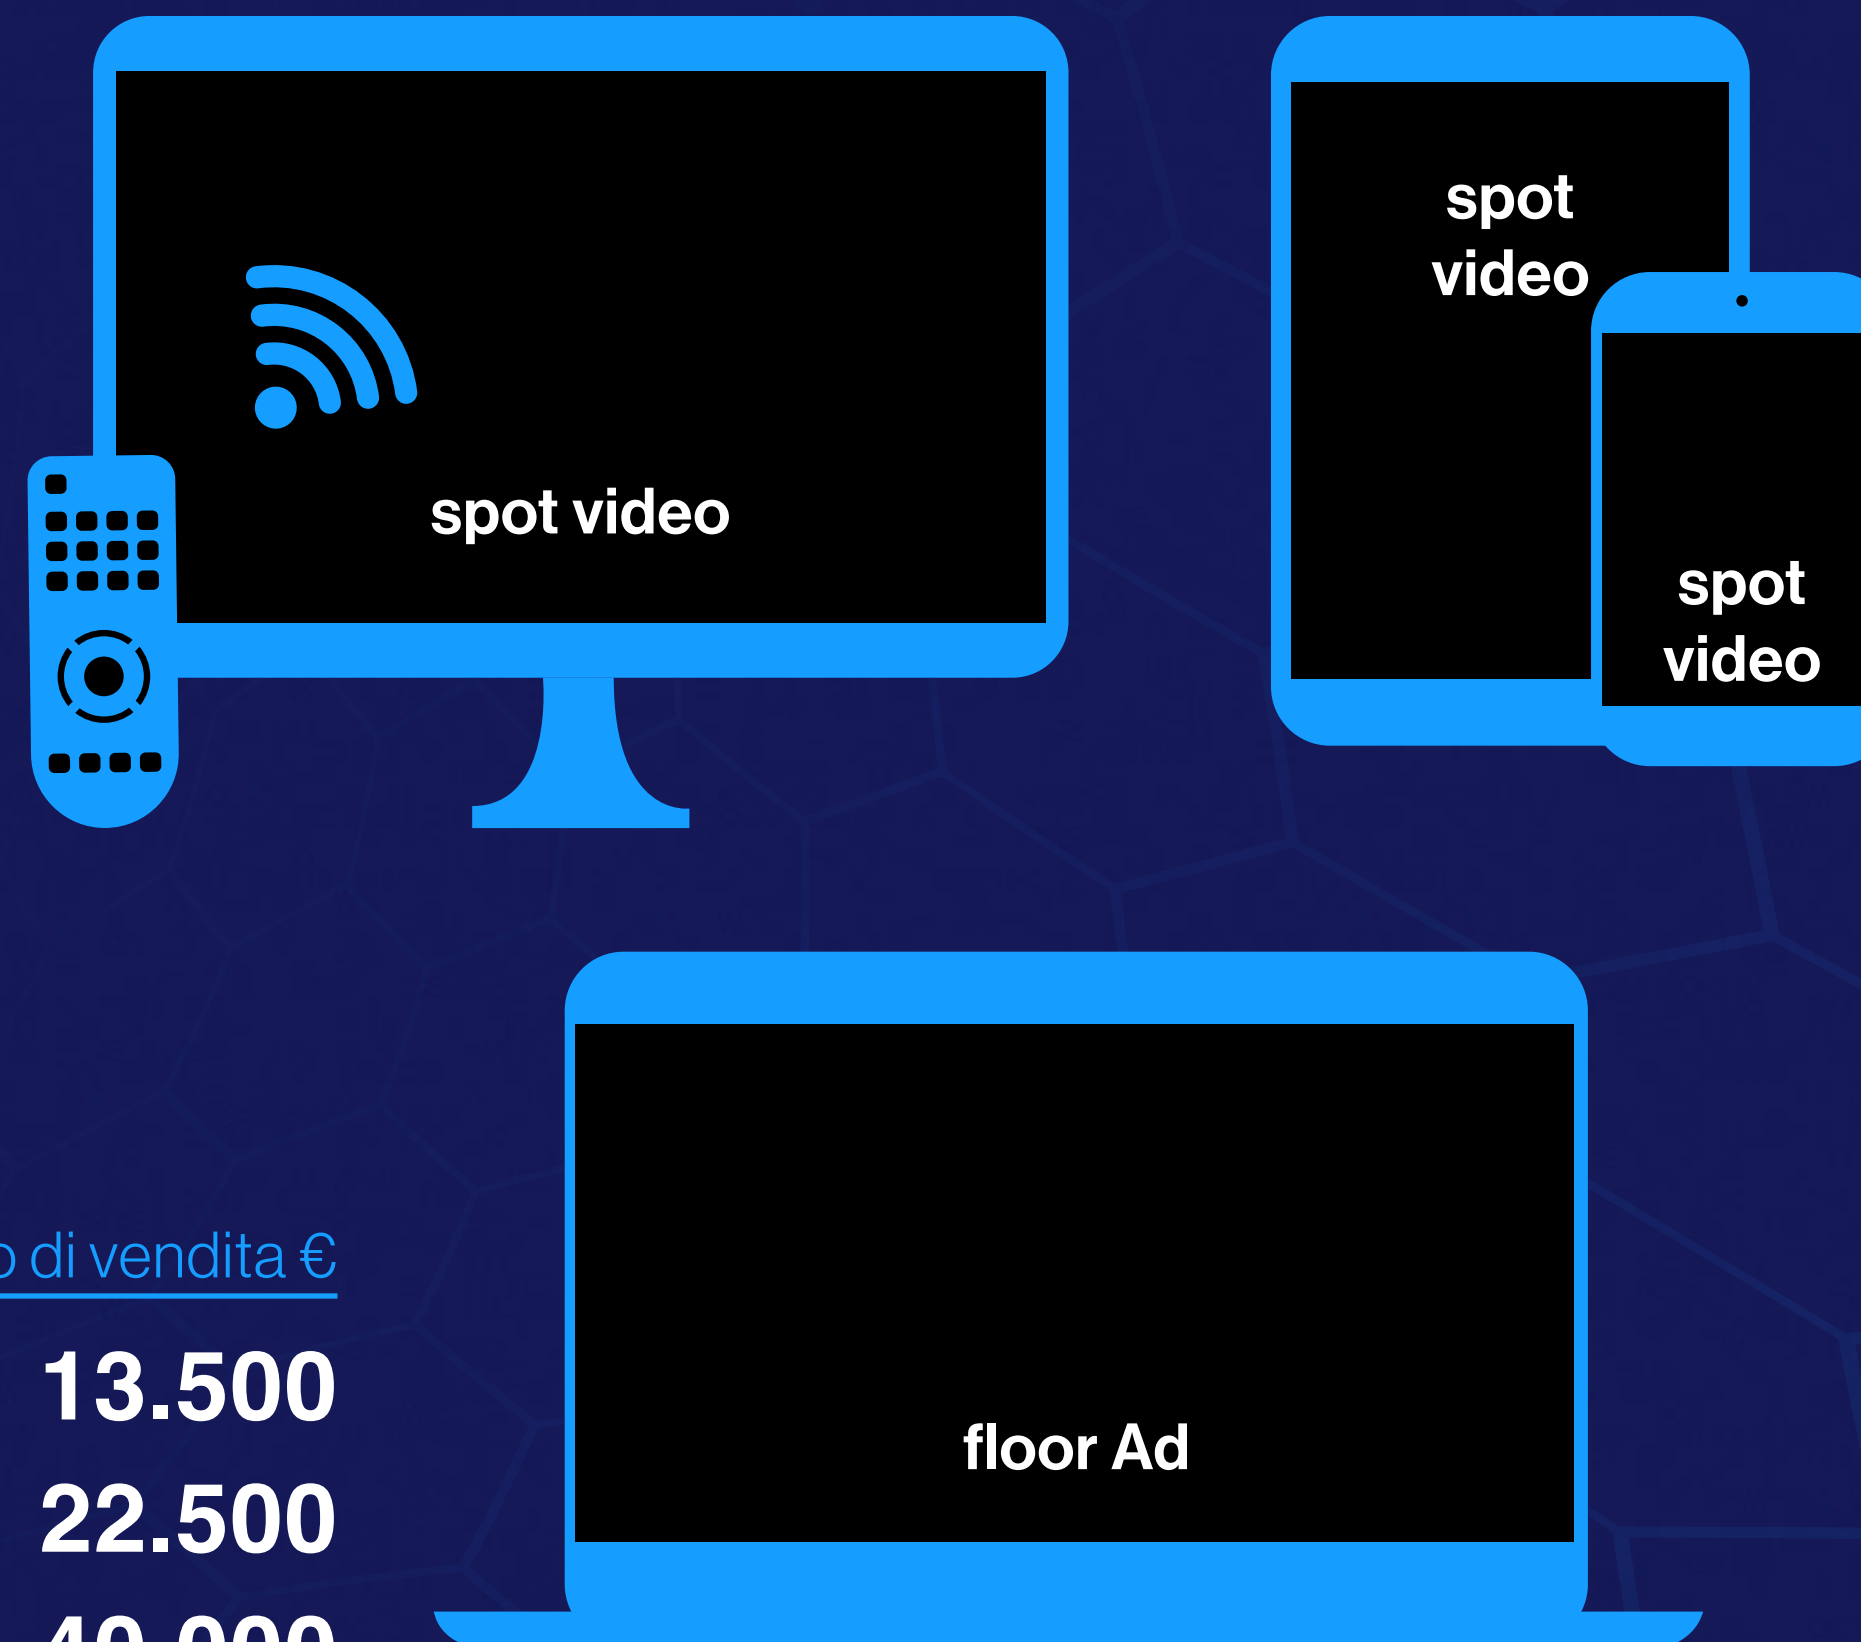 spot
video
spot video
spot
video
di vendita €
13.500
floor Ad
22.500